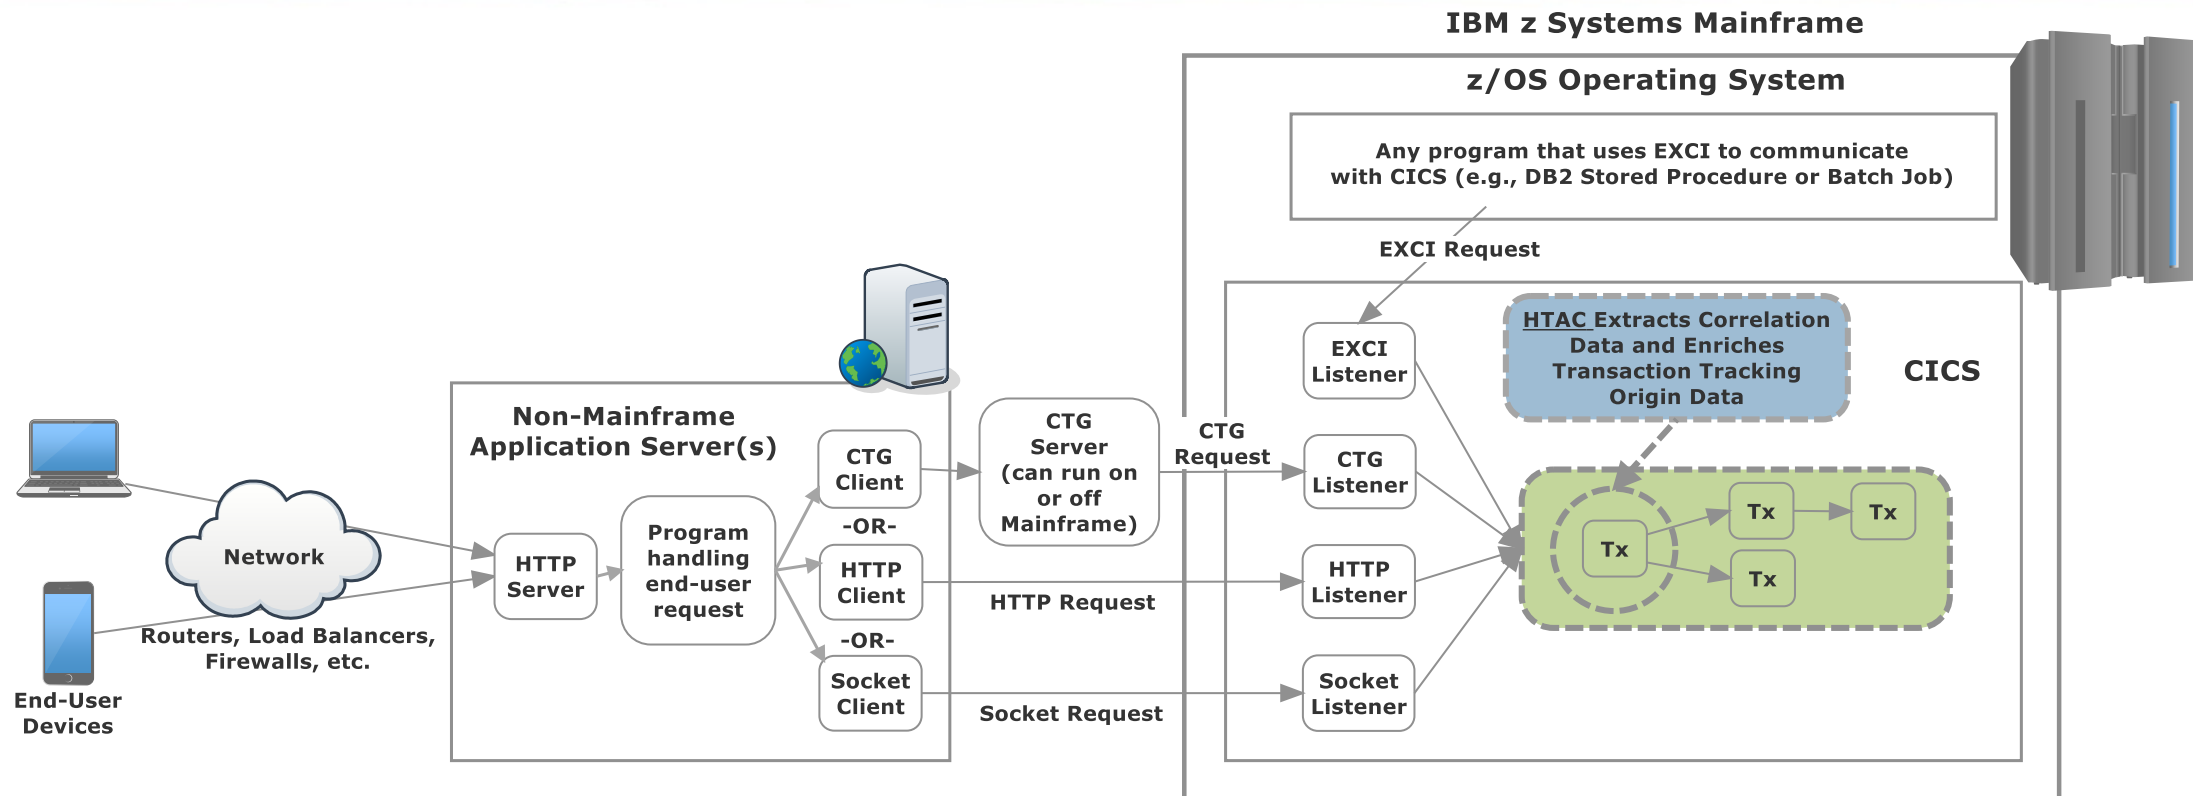 IBM z Systems Mainframe
z/OS Operating System
Any program that uses EXCI to communicate
with CICS (e.g., DB2 Stored Procedure or Batch Job)
EXCI Request
HTAC Extracts Correlation
Data and Enriches
Transaction Tracking
Origin Data
CICS
EXCI
Listener
Non-Mainframe
Application Server(s)
CTG
Client
CTG
Server
(can run on
or off
Mainframe)
CTG
Request
CTG
Listener
-OR-
Network
HTTP
Server
Program
handling
end-user
request
HTTP
Client
HTTP Request
HTTP
Listener
Tx
Tx
Tx
Tx
-OR-
Routers, Load Balancers,
Firewalls, etc.
Socket
Client
Socket Request
Socket
Listener
End-User
Devices